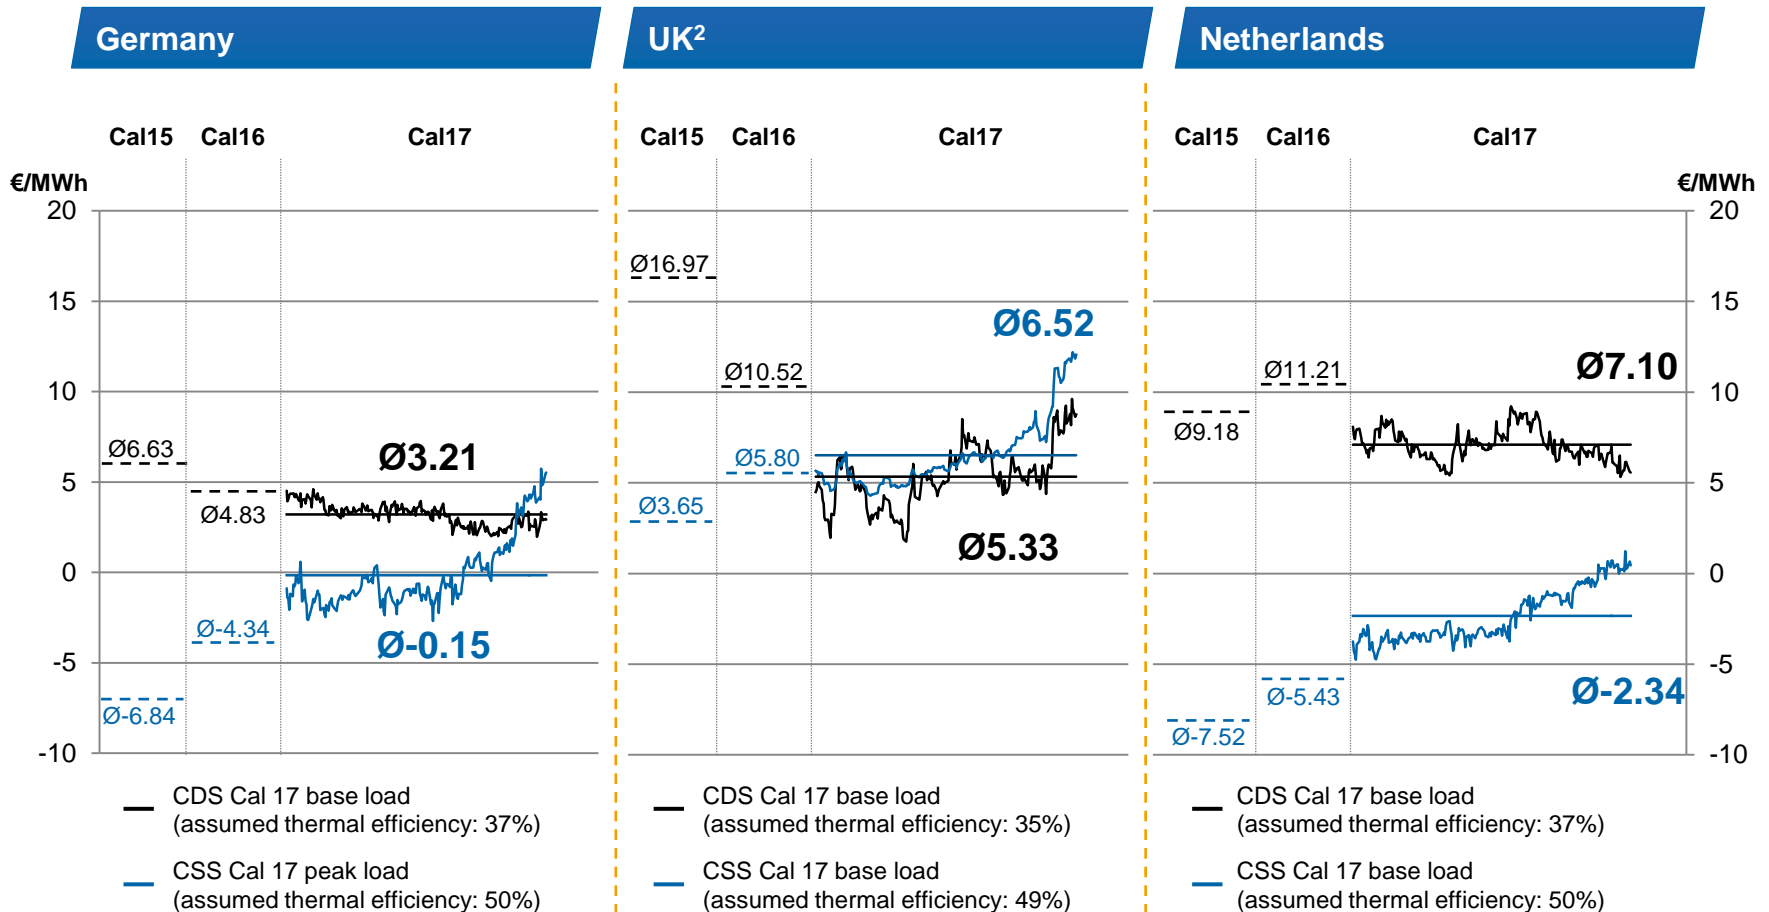 Germany
UK²
Netherlands
Cal15 Cal16 Cal17
Cal15 Cal16 Cal17
Cal15 Cal16 Cal17
€/MWh
€/MWh
20
15
10
5
0
-5
-10
Ø6.63
Ø4.83
Ø3.21
Ø-4.34
Ø-0.15
Ø-6.84
Ø16.97
Ø10.52
Ø6.52
Ø5.80
Ø3.65
Ø5.33
Ø11.21
Ø7.10
Ø9.18
Ø-5.43
Ø-2.34
Ø-7.52
20
15
10
5
0
-5
-10
CDS Cal 17 base load
(assumed thermal efficiency: 37%)
CSS Cal 17 peak load
(assumed thermal efficiency: 50%)
CDS Cal 17 base load
(assumed thermal efficiency: 35%)
CSS Cal 17 base load
(assumed thermal efficiency: 49%)
CDS Cal 17 base load
(assumed thermal efficiency: 37%)
CSS Cal 17 base load
(assumed thermal efficiency: 50%)